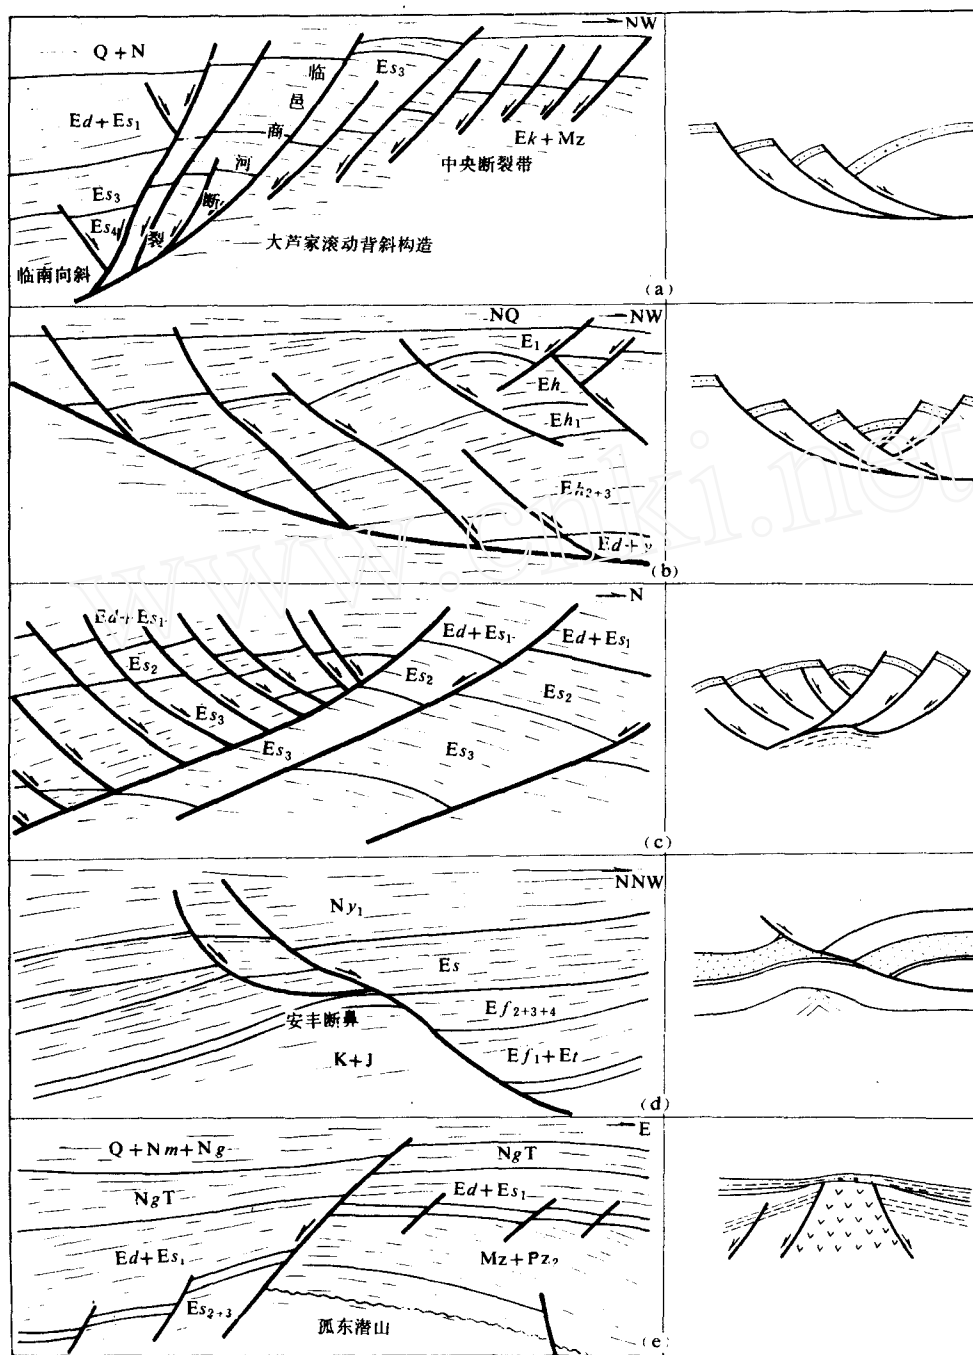 NW
Q+N
临
邑
商
河
断
裂
Es₃
Ed+Es₁
Ek+Mz
中央断裂带
Es₃
Es₄
大芦家滚动背斜构造
临南向斜
(a)
NQ
NW
E₁
Eh
Eh₁
Eh₂₊₃
Ed+y
(b)
N
Ed+Es₁
Ed+Es₁
Ed+Es₁
Es₂
Es₂
Es₂
Es₃
Es₃
Es₃
(c)
NNW
Ny₁
Es
Ef₂₊₃₊₄
安丰断鼻
K+J
Ef₁+Et
(d)
E
Q+Nm+Ng
NgT
NgT
Ed+Es₁
Ed+Es₁
Mz+Pz₂
Es₂₊₃
孤东潜山
(e)
www.cnki.net